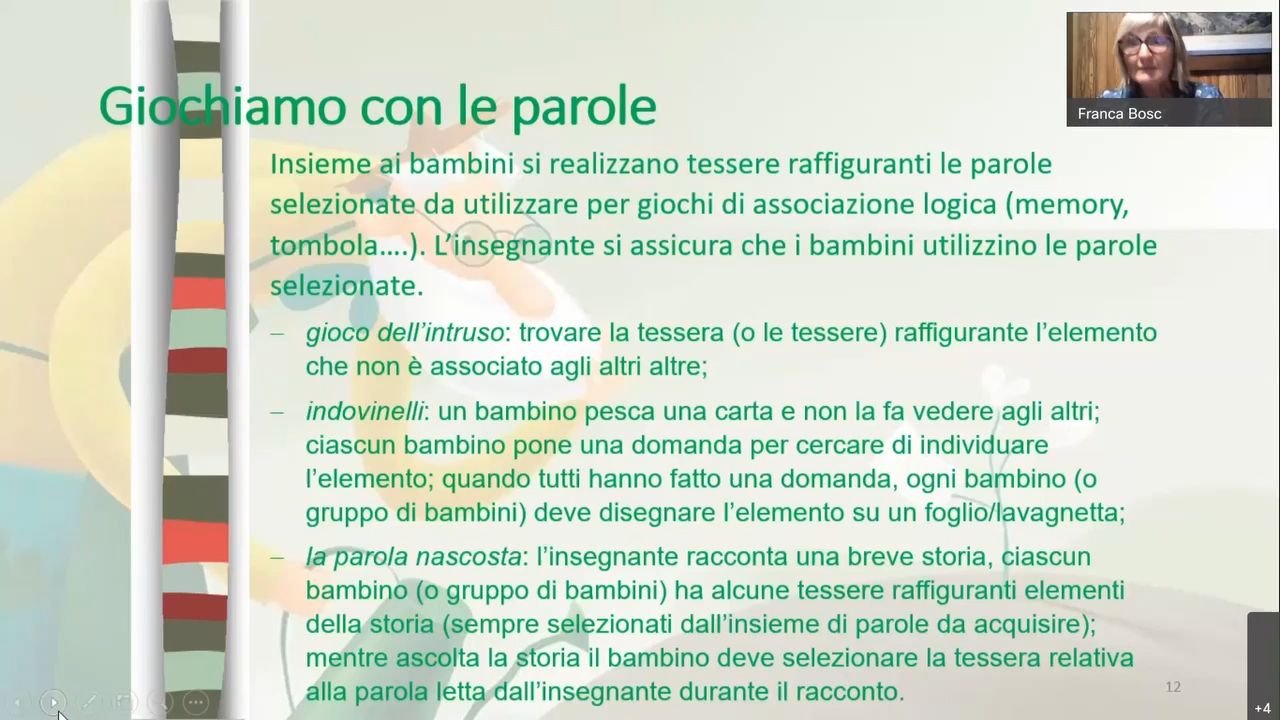 Giochiamo con le parole
Franca Bosc
Insieme ai bambini si realizzano tessere raffiguranti le parole
selezionate da utilizzare per giochi di associazione logica (memory,
tombola....). L’insegnante si assicura che i bambini utilizzino le parole
selezionate.
– gioco dell’intruso: trovare la tessera (o le tessere) raffigurante l’elemento
che non è associato agli altri altre;
– indovinelli: un bambino pesca una carta e non la fa vedere agli altri;
ciascun bambino pone una domanda per cercare di individuare
l’elemento; quando tutti hanno fatto una domanda, ogni bambino (o
gruppo di bambini) deve disegnare l’elemento su un foglio/lavagnetta;
– la parola nascosta: l’insegnante racconta una breve storia, ciascun
bambino (o gruppo di bambini) ha alcune tessere raffiguranti elementi
della storia (sempre selezionati dall’insieme di parole da acquisire);
mentre ascolta la storia il bambino deve selezionare la tessera relativa
alla parola letta dall’insegnante durante il racconto.
12
+4